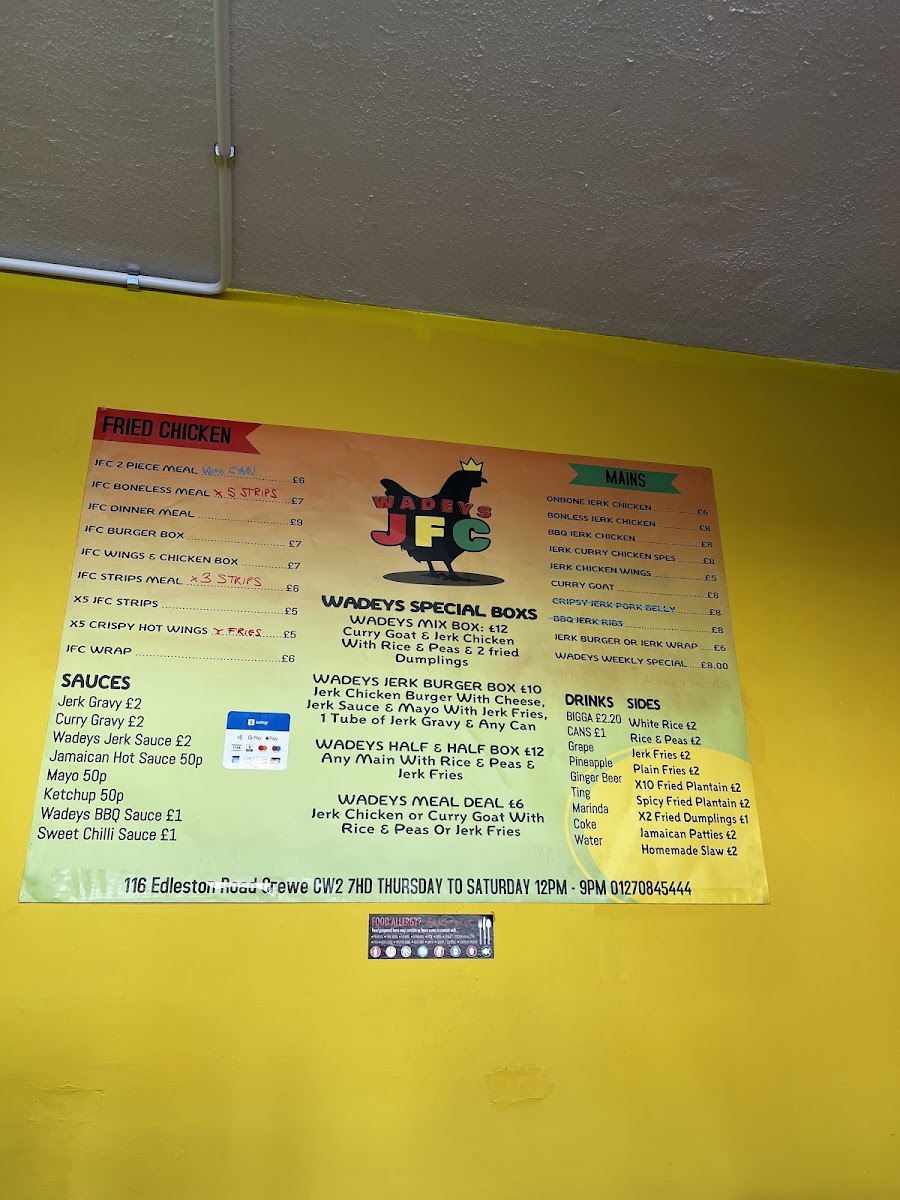 FRIED CHICKEN
JFC 2 PIECE MEAL With CAN £6
JFC BONELESS MEAL x 5 STRIPS £7
JFC DINNER MEAL £9
JFC BURGER BOX £7
JFC WINGS & CHICKEN BOX £7
JFC STRIPS MEAL x3 STRIPS £6
X5 JFC STRIPS £5
X5 CRISPY HOT WINGS x FRIES £5
JFC WRAP £6
SAUCES
Jerk Gravy £2
Curry Gravy £2
Wadeys Jerk Sauce £2
Jamaican Hot Sauce 50p
Mayo 50p
Ketchup 50p
Wadeys BBQ Sauce £1
Sweet Chilli Sauce £1
sumup
G Pay Pay
VISA
WADEYS
JFC
WADEYS SPECIAL BOXS
WADEYS MIX BOX: £12
Curry Goat & Jerk Chicken
With Rice & Peas & 2 fried
Dumplings
WADEYS JERK BURGER BOX £10
Jerk Chicken Burger With Cheese,
Jerk Sauce & Mayo With Jerk Fries,
1 Tube of Jerk Gravy & Any Can
WADEYS HALF & HALF BOX £12
Any Main With Rice & Peas &
Jerk Fries
WADEYS MEAL DEAL £6
Jerk Chicken or Curry Goat With
Rice & Peas Or Jerk Fries
MAINS
ONBONE JERK CHICKEN £6
BONLESS JERK CHICKEN £8
BBQ JERK CHICKEN £8
JERK CURRY CHICKEN SPES £8
JERK CHICKEN WINGS £5
CURRY GOAT £8
CRIPSY JERK PORK BELLY £8
BBQ JERK RIBS £8
JERK BURGER OR JERK WRAP £6
WADEYS WEEKLY SPECIAL £8.00
DRINKS
BIGGA £2.20
CANS £1
Grape
Pineapple
Ginger Beer
Ting
Marinda
Coke
Water
SIDES
White Rice £2
Rice & Peas £2
Jerk Fries £2
Plain Fries £2
X10 Fried Plantain £2
Spicy Fried Plantain £2
X2 Fried Dumplings £1
Jamaican Patties £2
Homemade Slaw £2
116 Edleston Road Crewe CW2 7HD THURSDAY TO SATURDAY 12PM - 9PM 01270845444
FOOD ALLERGY?